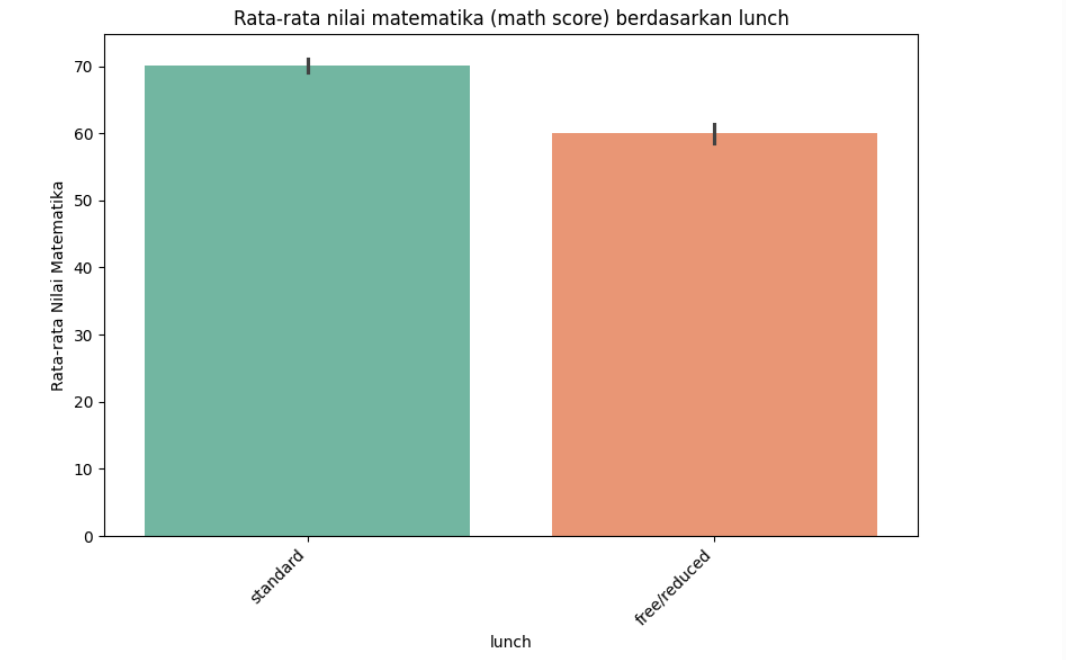 Rata-rata nilai matematika (math score) berdasarkan lunch
Rata-rata Nilai Matematika
70
60
50
40
30
20
10
0
standard
free/reduced
lunch